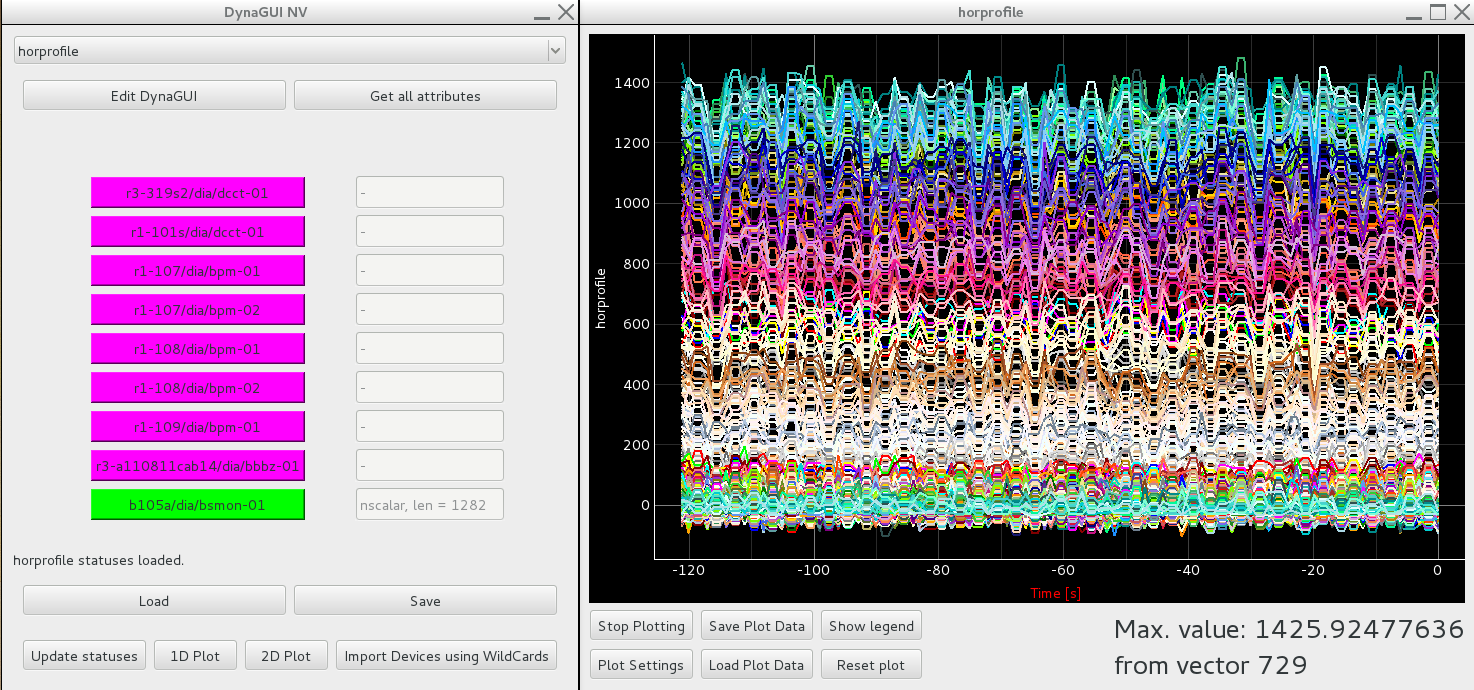 DynaGUI NV
horprofile
Edit DynaGUI
Get all attributes
r3-319s2/dia/dcct-01
-
r1-101s/dia/dcct-01
-
r1-107/dia/bpm-01
-
r1-107/dia/bpm-02
-
r1-108/dia/bpm-01
-
r1-108/dia/bpm-02
-
r1-109/dia/bpm-01
-
r3-a110811cab14/dia/bbbz-01
-
b105a/dia/bsmon-01
nscalar, len = 1282
horprofile statuses loaded.
Load
Save
Update statuses
1D Plot
2D Plot
Import Devices using WildCards
horprofile
horprofile
1400
1200
1000
800
600
400
200
0
-120
-100
-80
-60
-40
-20
0
Time [s]
Stop Plotting
Save Plot Data
Show legend
Plot Settings
Load Plot Data
Reset plot
Max. value: 1425.92477636
from vector 729